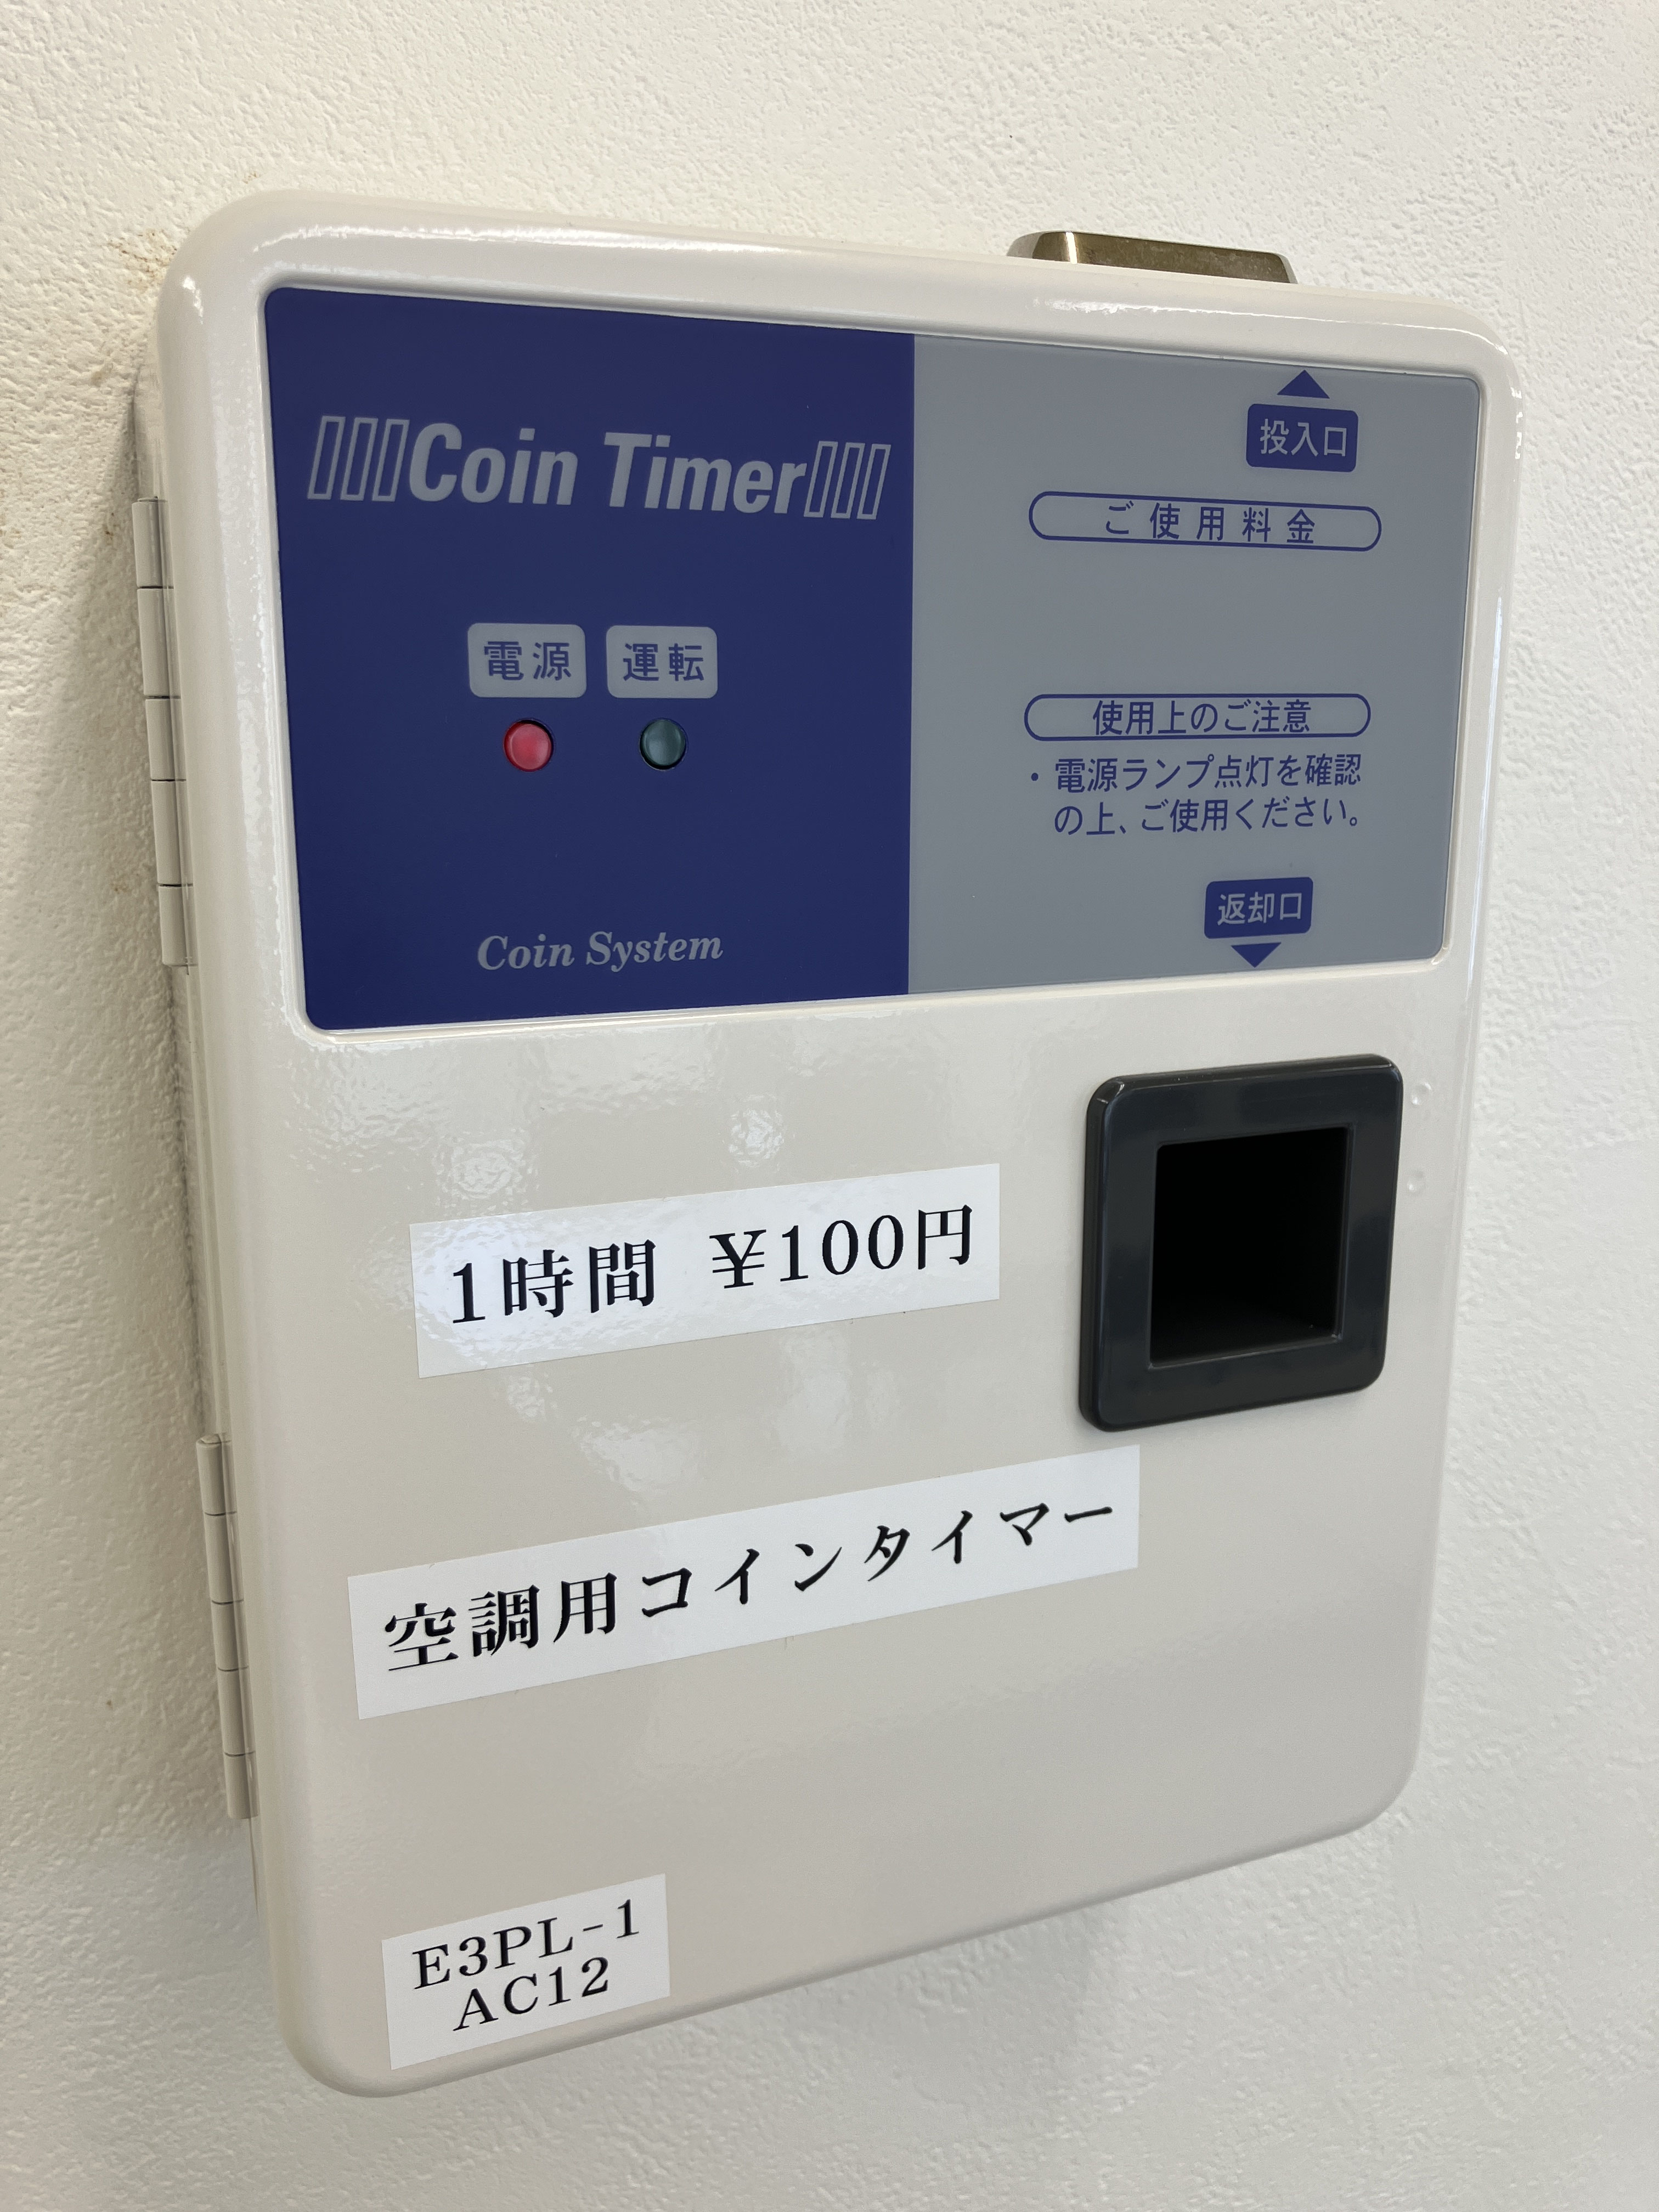 Coin Timer
電源 運転
Coin System
投入口
ご使用料金
使用上のご注意
・電源ランプ点灯を確認
の上、ご使用ください。
返却口
1時間 ¥100円
空調用コインタイマー
E3PL-1
AC12